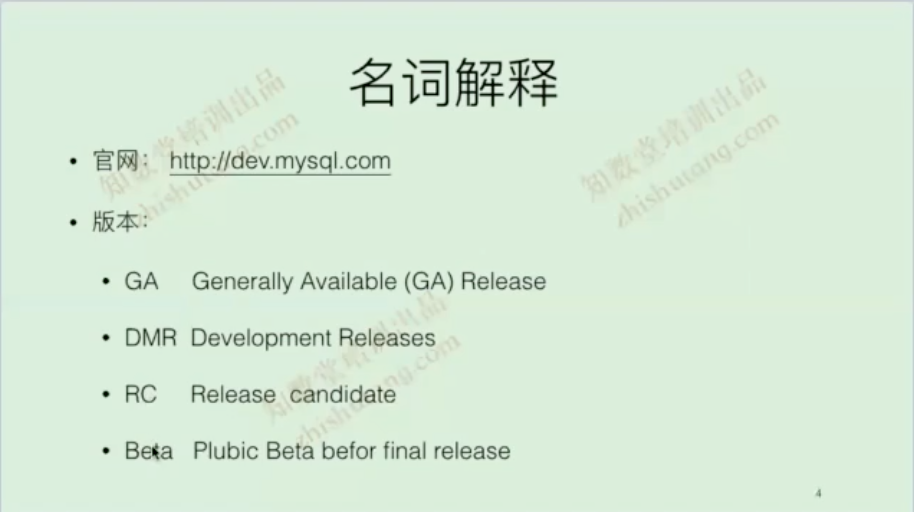 名词解释
• 官网： http://dev.mysql.com
• 版本：
• GA Generally Available (GA) Release
• DMR Development Releases
• RC Release candidate
• Beta Plubic Beta befor final release
知数堂培训出品
zhishutang.com
知数堂培训出品
zhishutang.com
知数堂培训出品
zhishutang.com
4